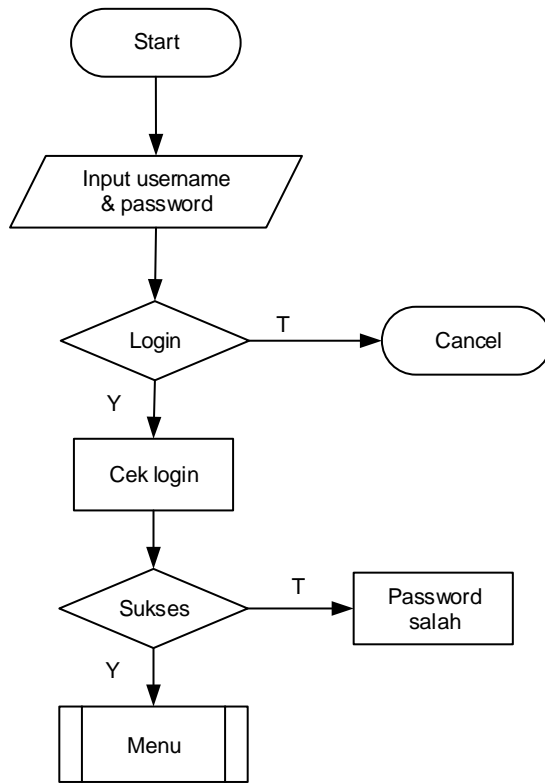 Start
Input username
& password
Login
T
Cancel
Y
Cek login
Sukses
T
Password
salah
Y
Menu